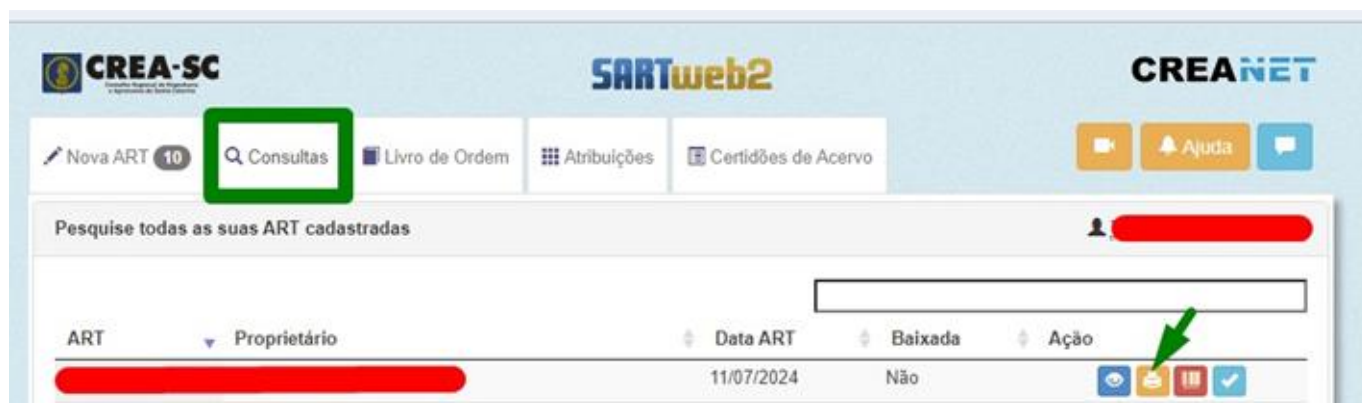 CREA-SC
SARTweb2
CREANET
Nova ART 10
Consultas
Livro de Ordem
Atribuições
Certidões de Acervo
Ajuda
Pesquise todas as suas ART cadastradas
ART Proprietário Data ART Baixada Ação
11/07/2024 Não